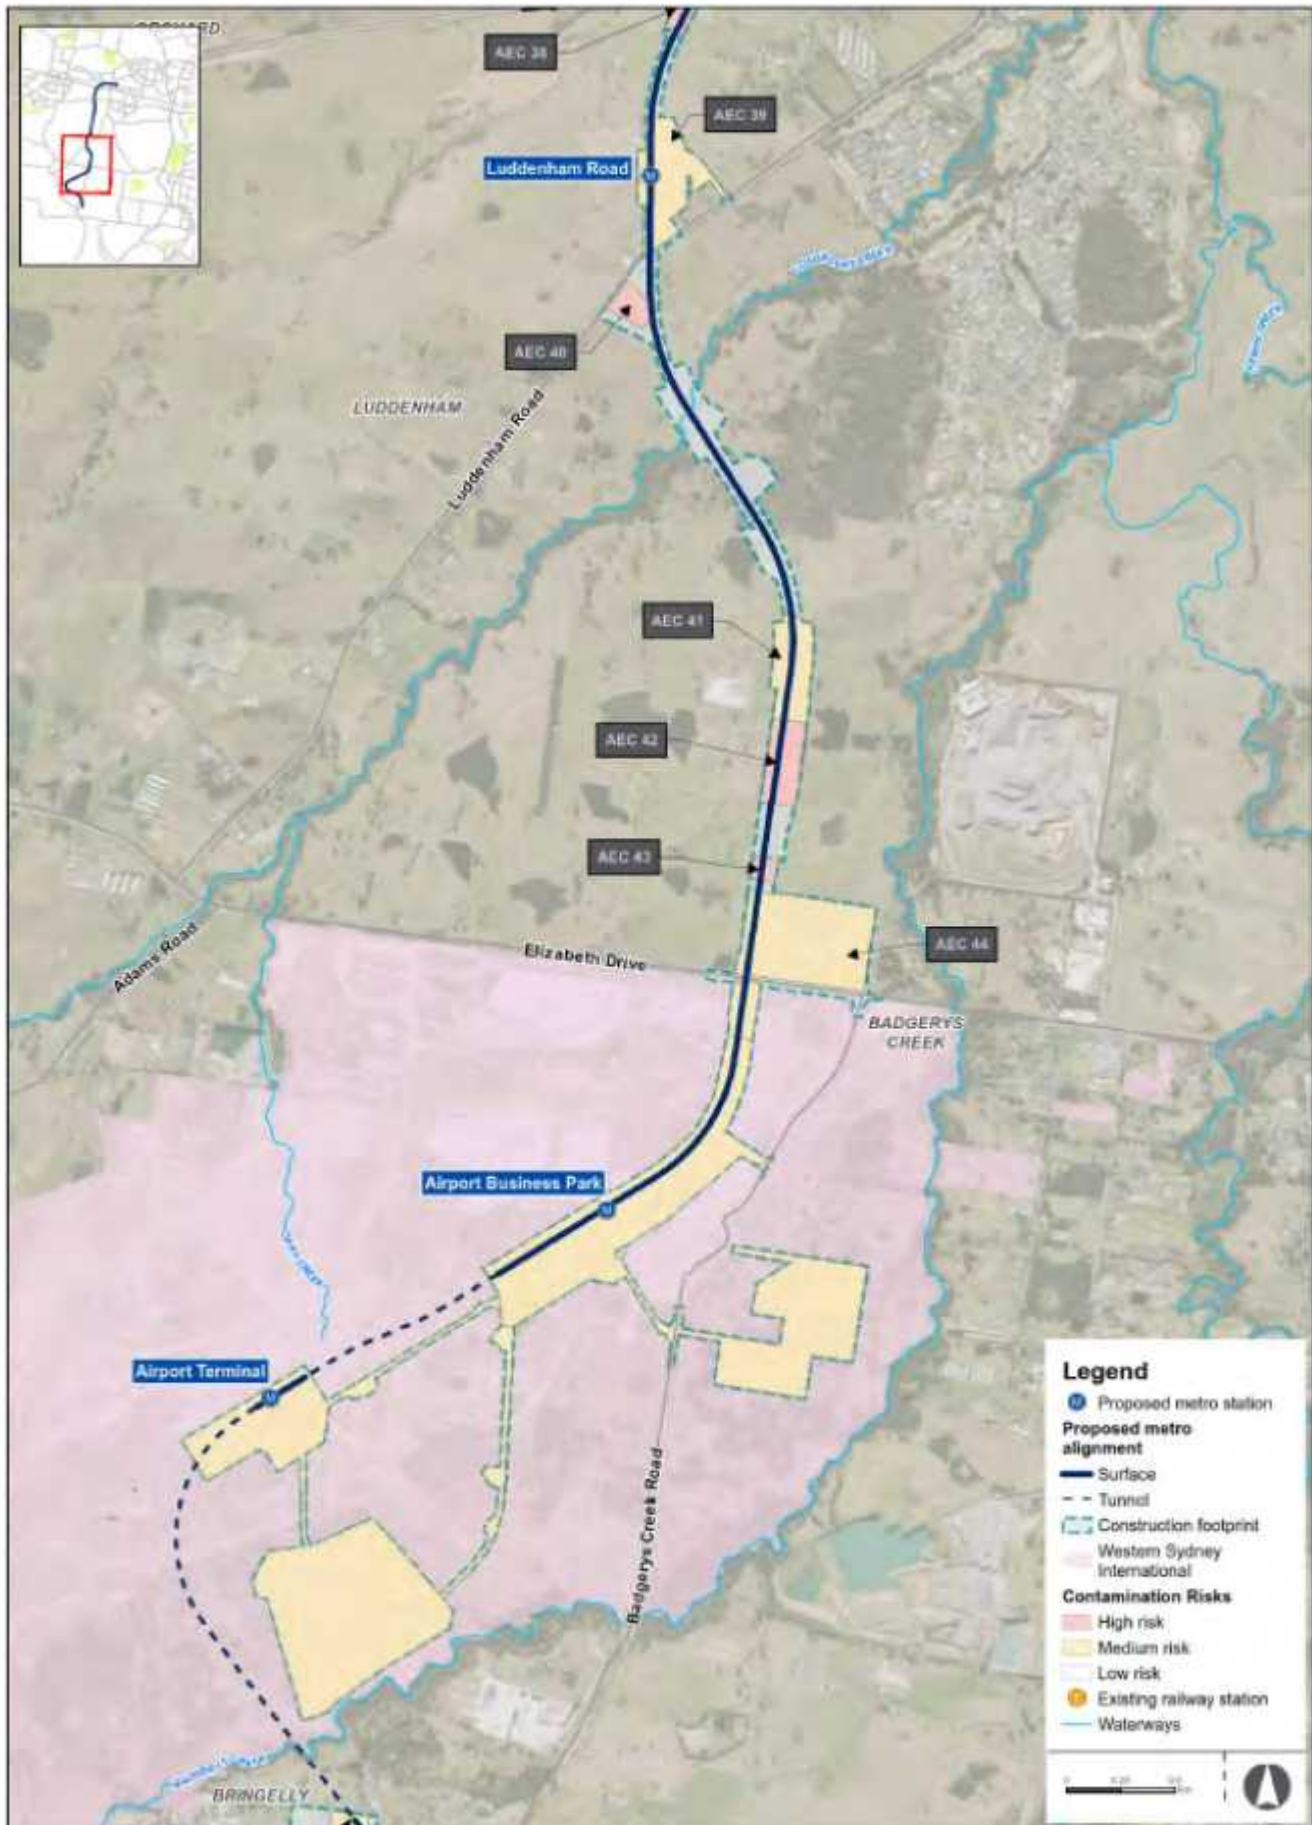 ORCHARD
AEC 38
AEC 39
Luddenham Road
AEC 40
LUDDENHAM
Luddenham Road
AEC 41
AEC 42
AEC 43
Adams Road
Elizabeth Drive
AEC 44
BADGERYS
CREEK
Airport Business Park
Airport Terminal
Badgerys Creek Road
BRINGELLY
Legend
M Proposed metro station
Proposed metro
alignment
Surface
Tunnel
Construction footprint
Western Sydney
International
Contamination Risks
High risk
Medium risk
Low risk
Existing railway station
Waterways
0